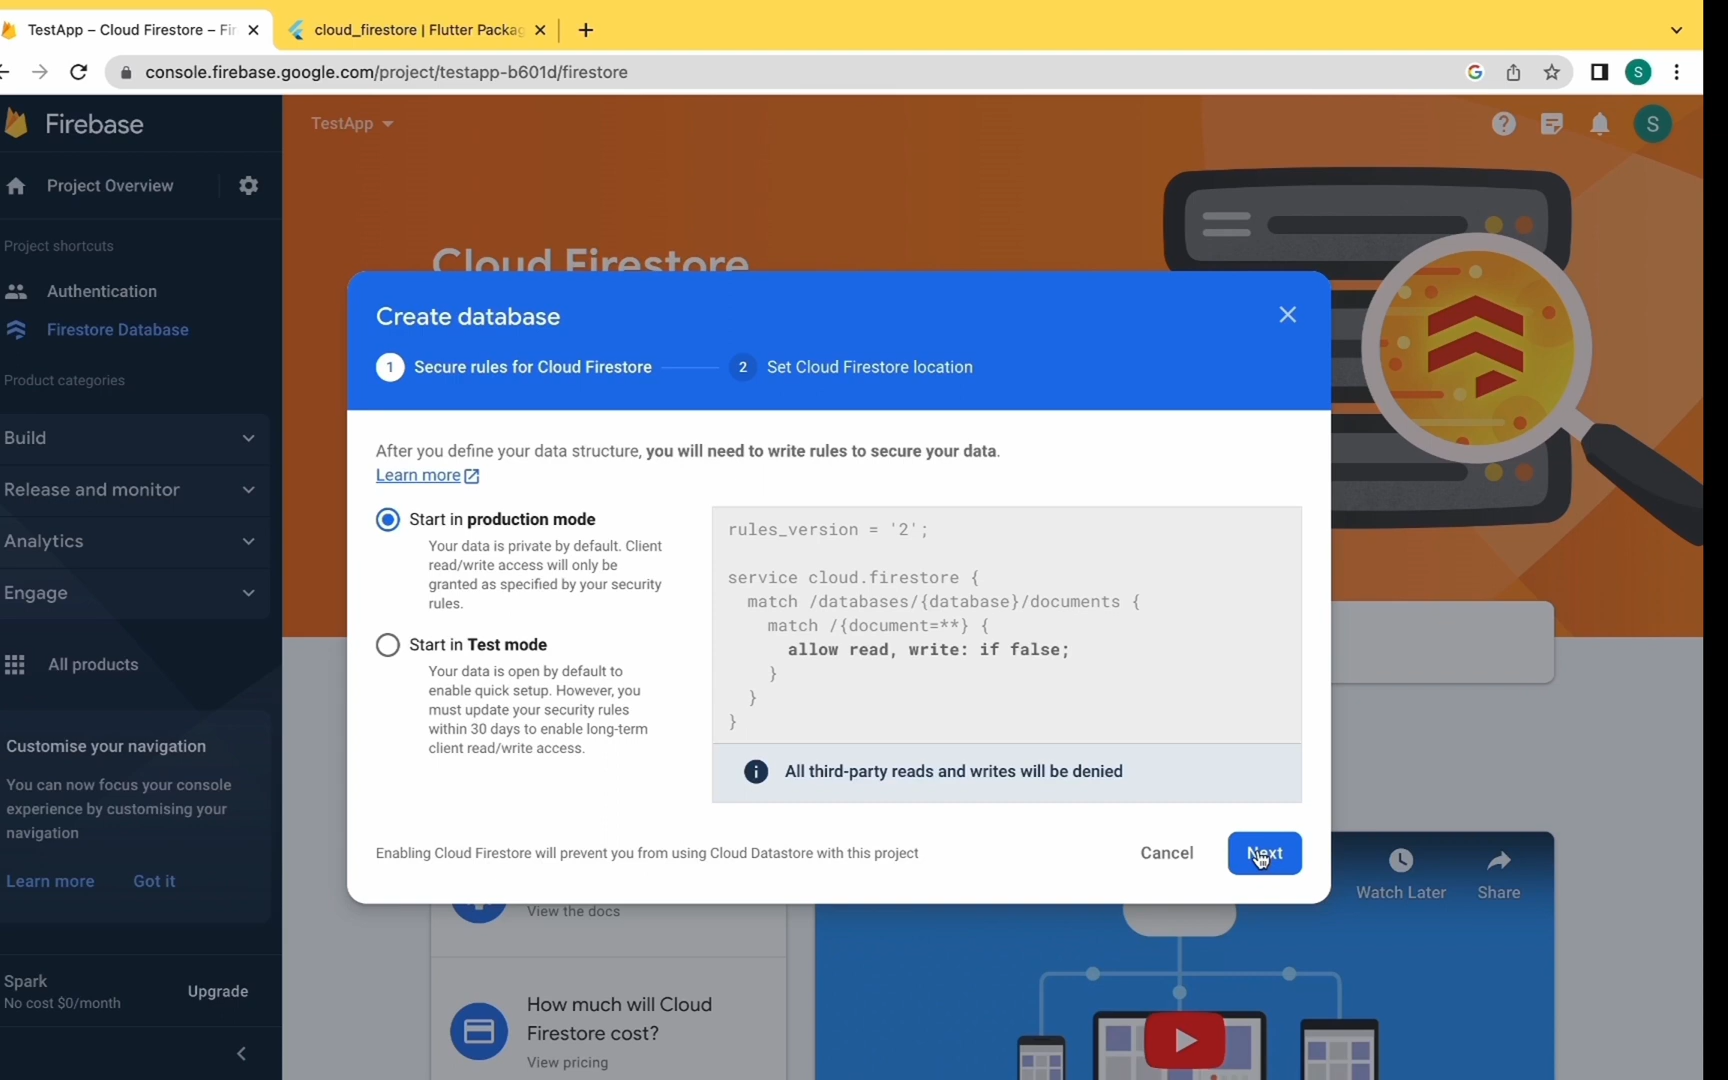 TestApp – Cloud Firestore – Fir
cloud_firestore | Flutter Packag
console.firebase.google.com/project/testapp-b601d/firestore
G
S
Firebase
TestApp
S
Project Overview
Project shortcuts
Authentication
Firestore Database
Product categories
Build
Release and monitor
Analytics
Engage
All products
Customise your navigation
You can now focus your console
experience by customising your
navigation
Learn more
Got it
Spark
No cost $0/month
Upgrade
Cloud Firestore
Create database
1 Secure rules for Cloud Firestore
2 Set Cloud Firestore location
After you define your data structure, you will need to write rules to secure your data.
Learn more
Start in production mode
Your data is private by default. Client
read/write access will only be
granted as specified by your security
rules.
Start in Test mode
Your data is open by default to
enable quick setup. However, you
must update your security rules
within 30 days to enable long-term
client read/write access.
rules_version = '2';
service cloud.firestore {
match /databases/{database}/documents {
match /{document=**} {
allow read, write: if false;
}
}
}
All third-party reads and writes will be denied
Enabling Cloud Firestore will prevent you from using Cloud Datastore with this project
Cancel
Next
View the docs
How much will Cloud
Firestore cost?
View pricing
Watch Later
Share